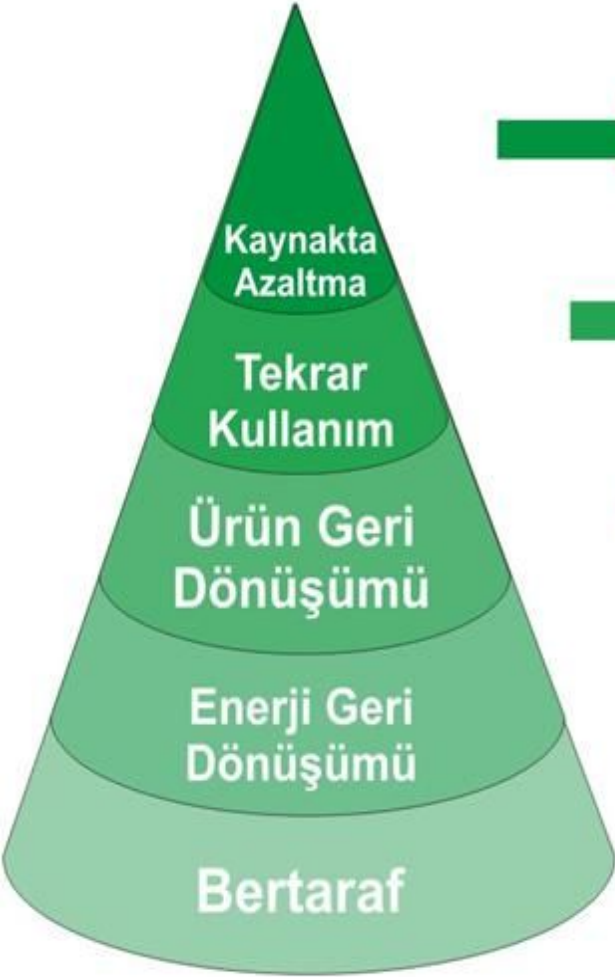 Kaynakta
Azaltma
Tekrar
Kullanım
Ürün Geri
Dönüşümü
Enerji Geri
Dönüşümü
Bertaraf